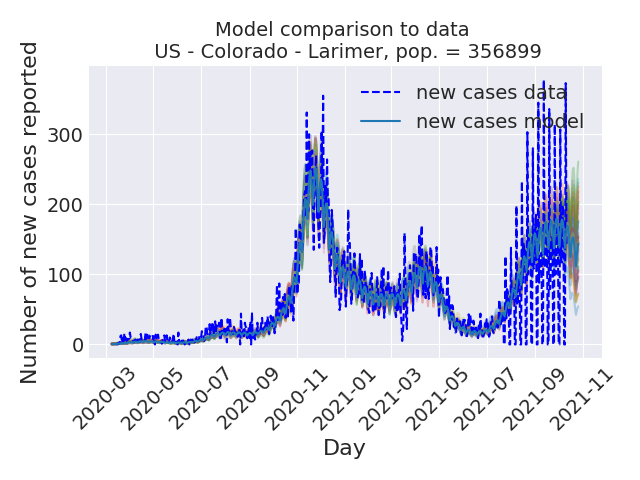 Model comparison to data
US - Colorado - Larimer, pop. = 356899
Number of new cases reported
new cases data
new cases model
300
200
100
0
2020-03
2020-05
2020-07
2020-09
2020-11
2021-01
2021-03
2021-05
2021-07
2021-09
2021-11
Day